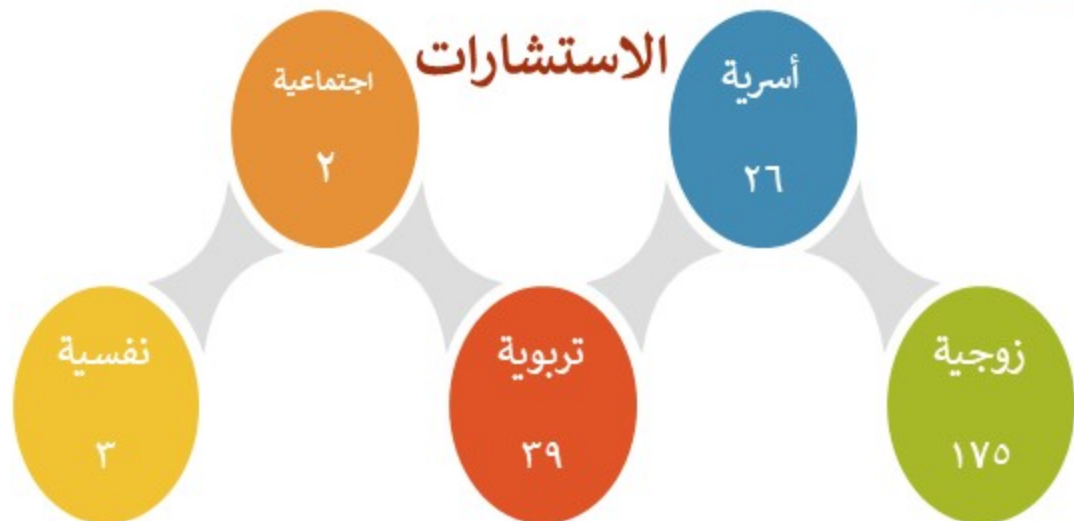 الاستشارات
زوجية
١٧٥
أسرية
٢٦
تربوية
٣٩
اجتماعية
٢
نفسية
٣